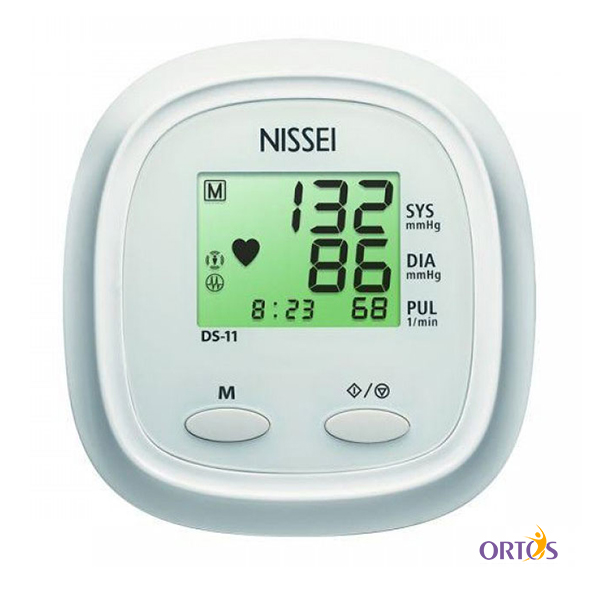 NISSEI
M
132
SYS
mmHg
86
DIA
mmHg
8:23 68
PUL
1/min
DS-11
M
ORTOS